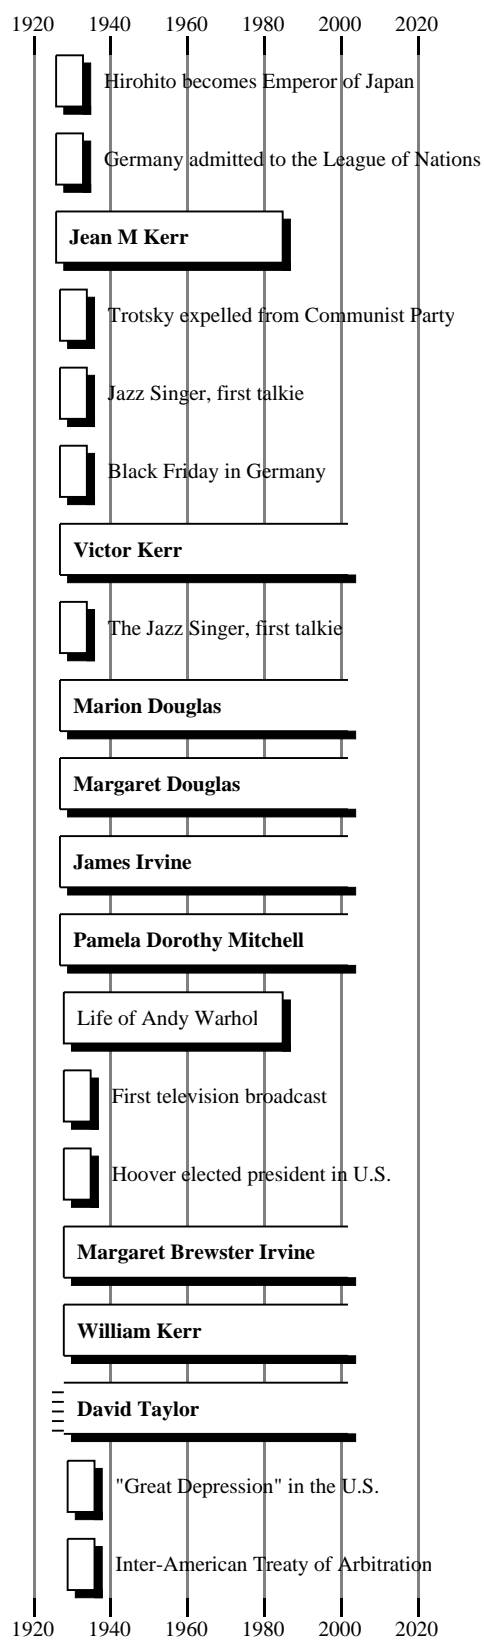 1920 1940 1960 1980 2000 2020
Hirohito becomes Emperor of Japan
Germany admitted to the League of Nations
Jean M Kerr
Trotsky expelled from Communist Party
Jazz Singer, first talkie
Black Friday in Germany
Victor Kerr
The Jazz Singer, first talkie
Marion Douglas
Margaret Douglas
James Irvine
Pamela Dorothy Mitchell
Life of Andy Warhol
First television broadcast
Hoover elected president in U.S.
Margaret Brewster Irvine
William Kerr
David Taylor
"Great Depression" in the U.S.
Inter-American Treaty of Arbitration
1920 1940 1960 1980 2000 2020